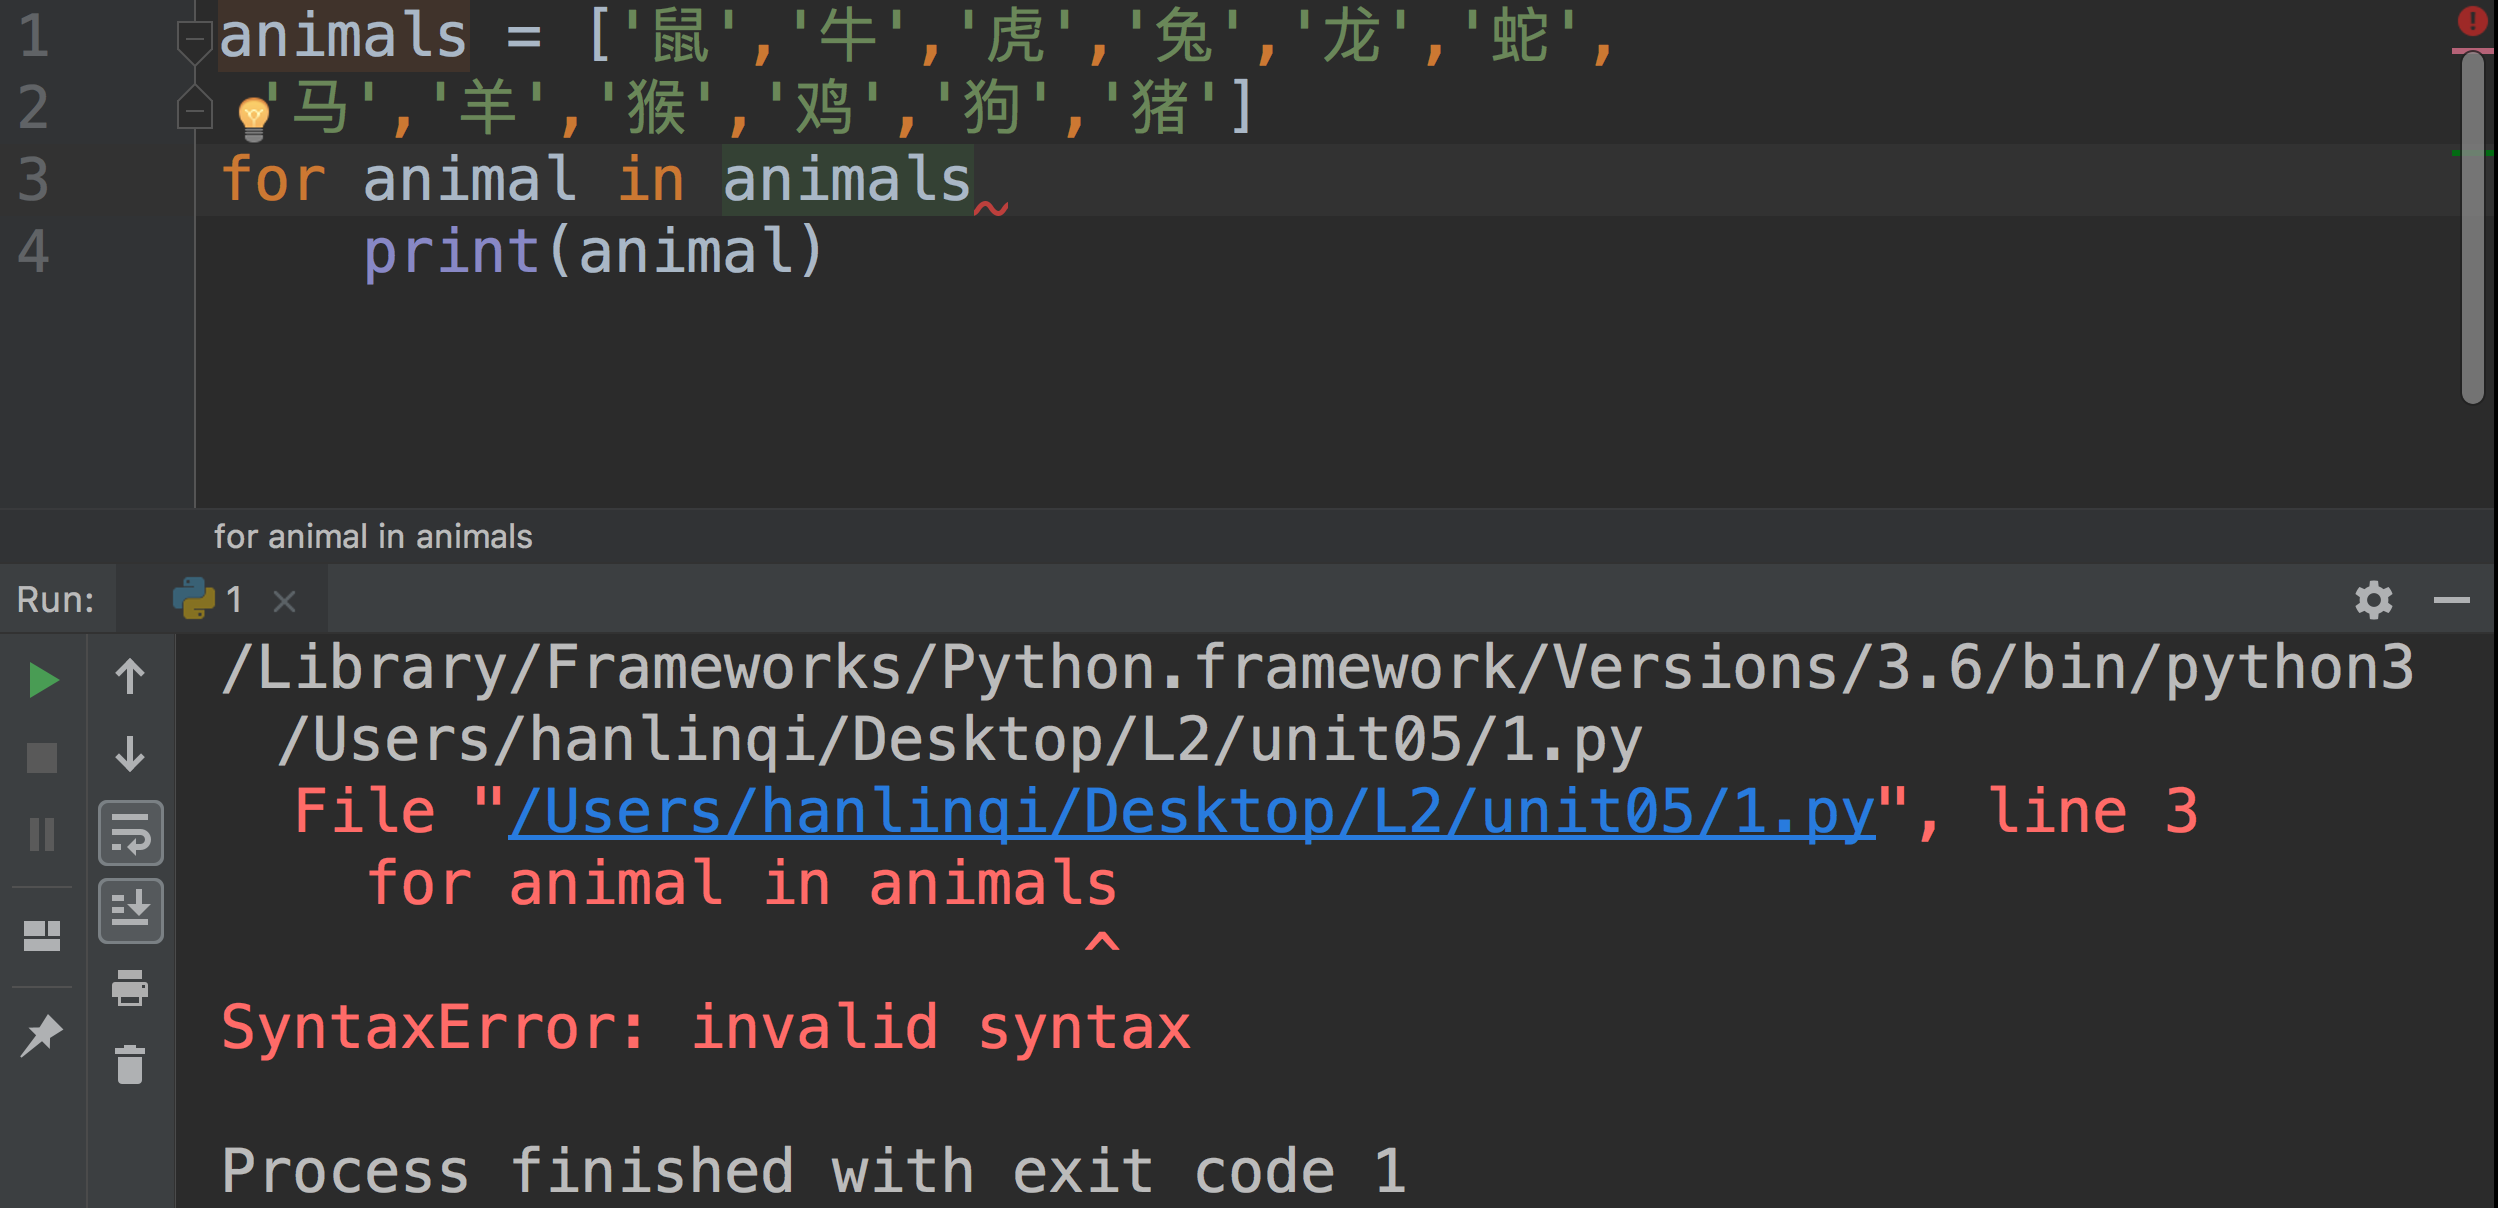 1 animals = ['鼠','牛','虎','兔','龙','蛇',
2 '马','羊','猴','鸡','狗','猪']
3 for animal in animals
4 print(animal)
for animal in animals
Run: 1
/Library/Frameworks/Python.framework/Versions/3.6/bin/python3
/Users/hanlinqi/Desktop/L2/unit05/1.py
File "/Users/hanlinqi/Desktop/L2/unit05/1.py", line 3
for animal in animals
^
SyntaxError: invalid syntax
Process finished with exit code 1